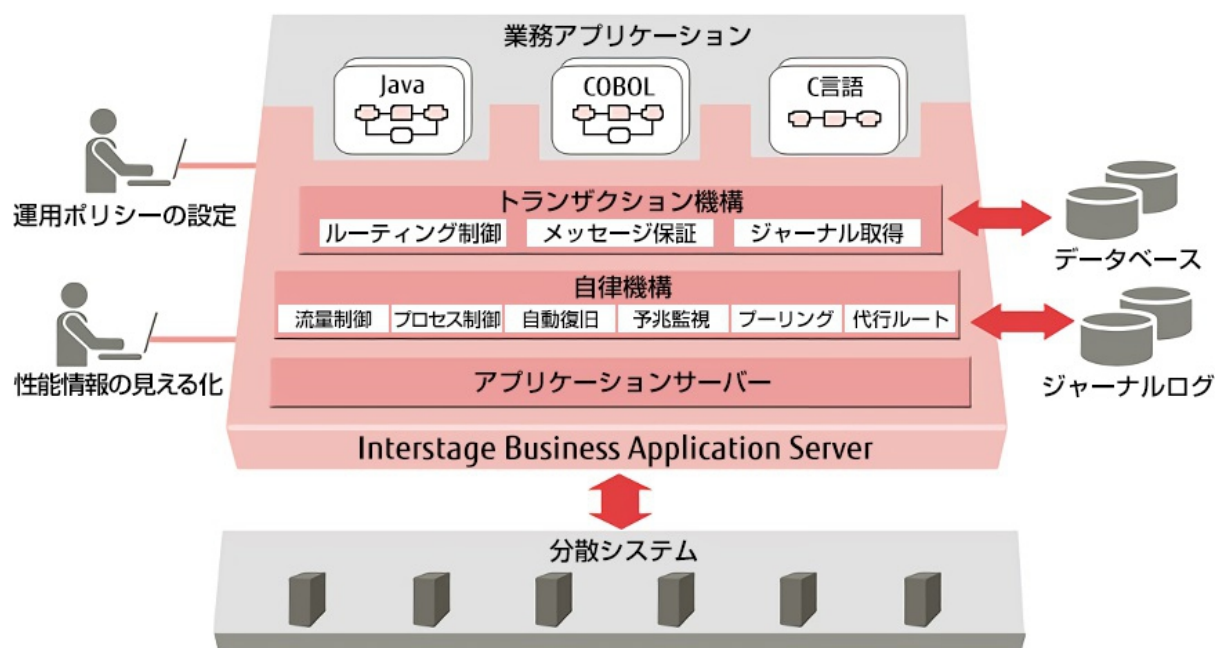 業務アプリケーション
Java
COBOL
C言語
運用ポリシーの設定
トランザクション機構
ルーティング制御
メッセージ保証
ジャーナル取得
データベース
自律機構
流量制御
プロセス制御
自動復旧
予兆監視
プーリング
代行ルート
性能情報の見える化
ジャーナルログ
アプリケーションサーバー
Interstage Business Application Server
分散システム